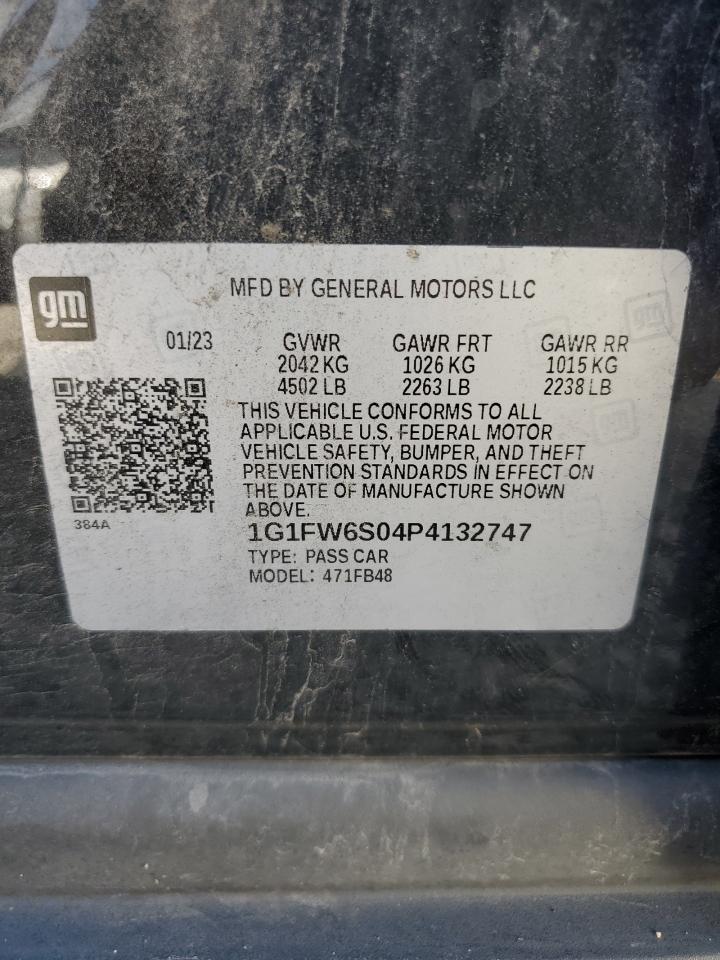 gm
MFD BY GENERAL MOTORS LLC
01/23 GVWR GAWR FRT GAWR RR
2042 KG 1026 KG 1015 KG
4502 LB 2263 LB 2238 LB
THIS VEHICLE CONFORMS TO ALL
APPLICABLE U.S. FEDERAL MOTOR
VEHICLE SAFETY, BUMPER, AND THEFT
PREVENTION STANDARDS IN EFFECT ON
THE DATE OF MANUFACTURE SHOWN
ABOVE.
384A
1G1FW6S04P4132747
TYPE: PASS CAR
MODEL: 471FB48